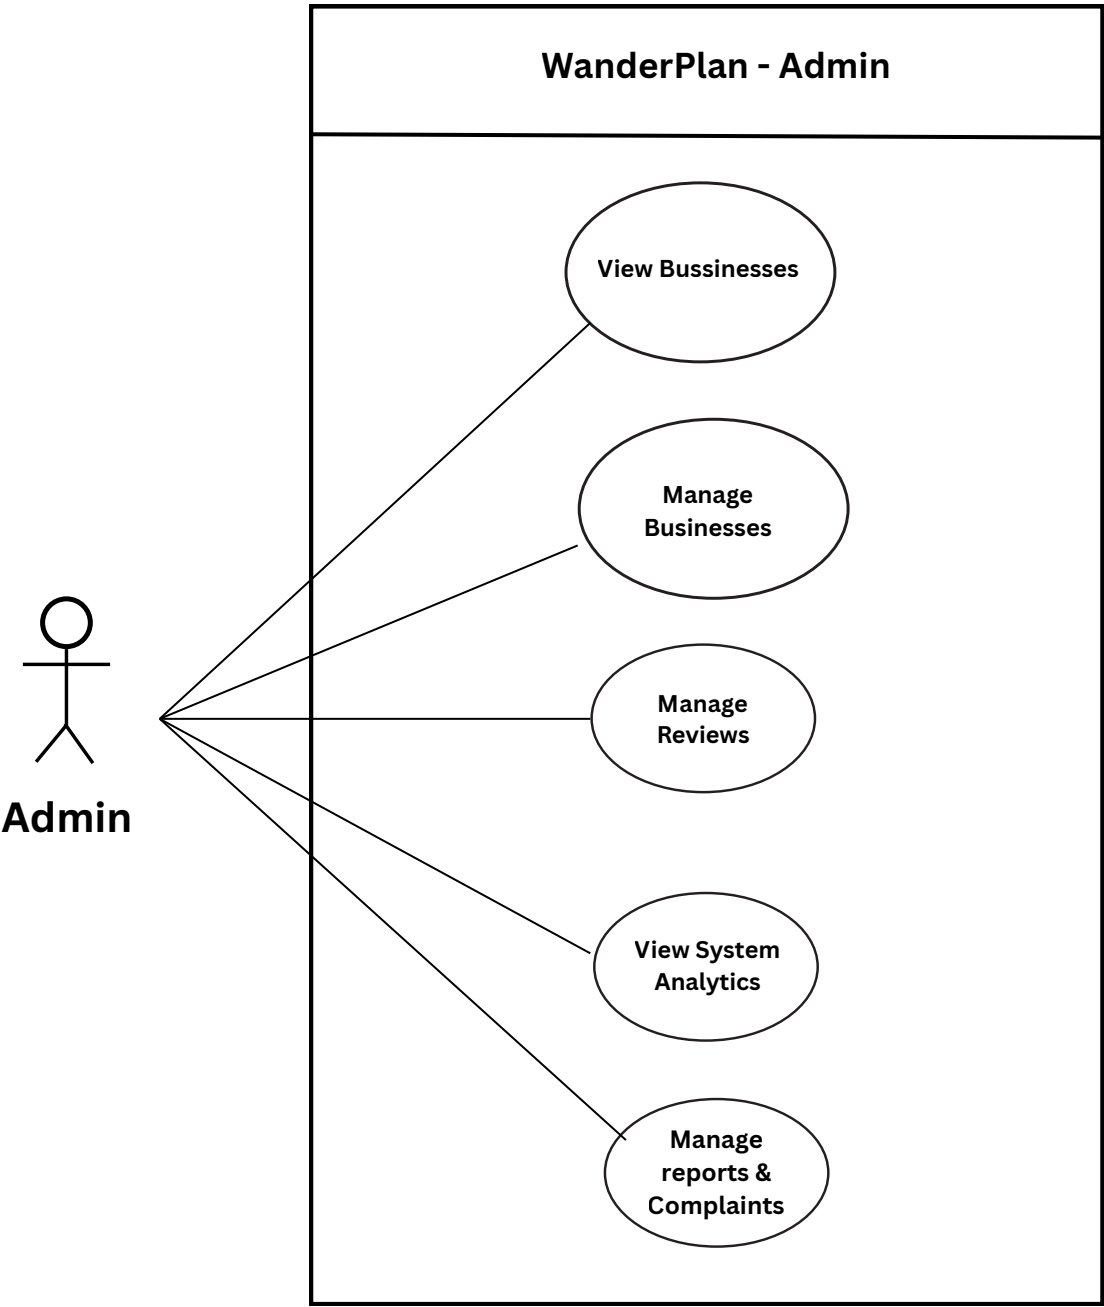 WanderPlan - Admin
View Bussinesses
Manage
Businesses
Manage
Reviews
Admin
View System
Analytics
Manage
reports &
Complaints